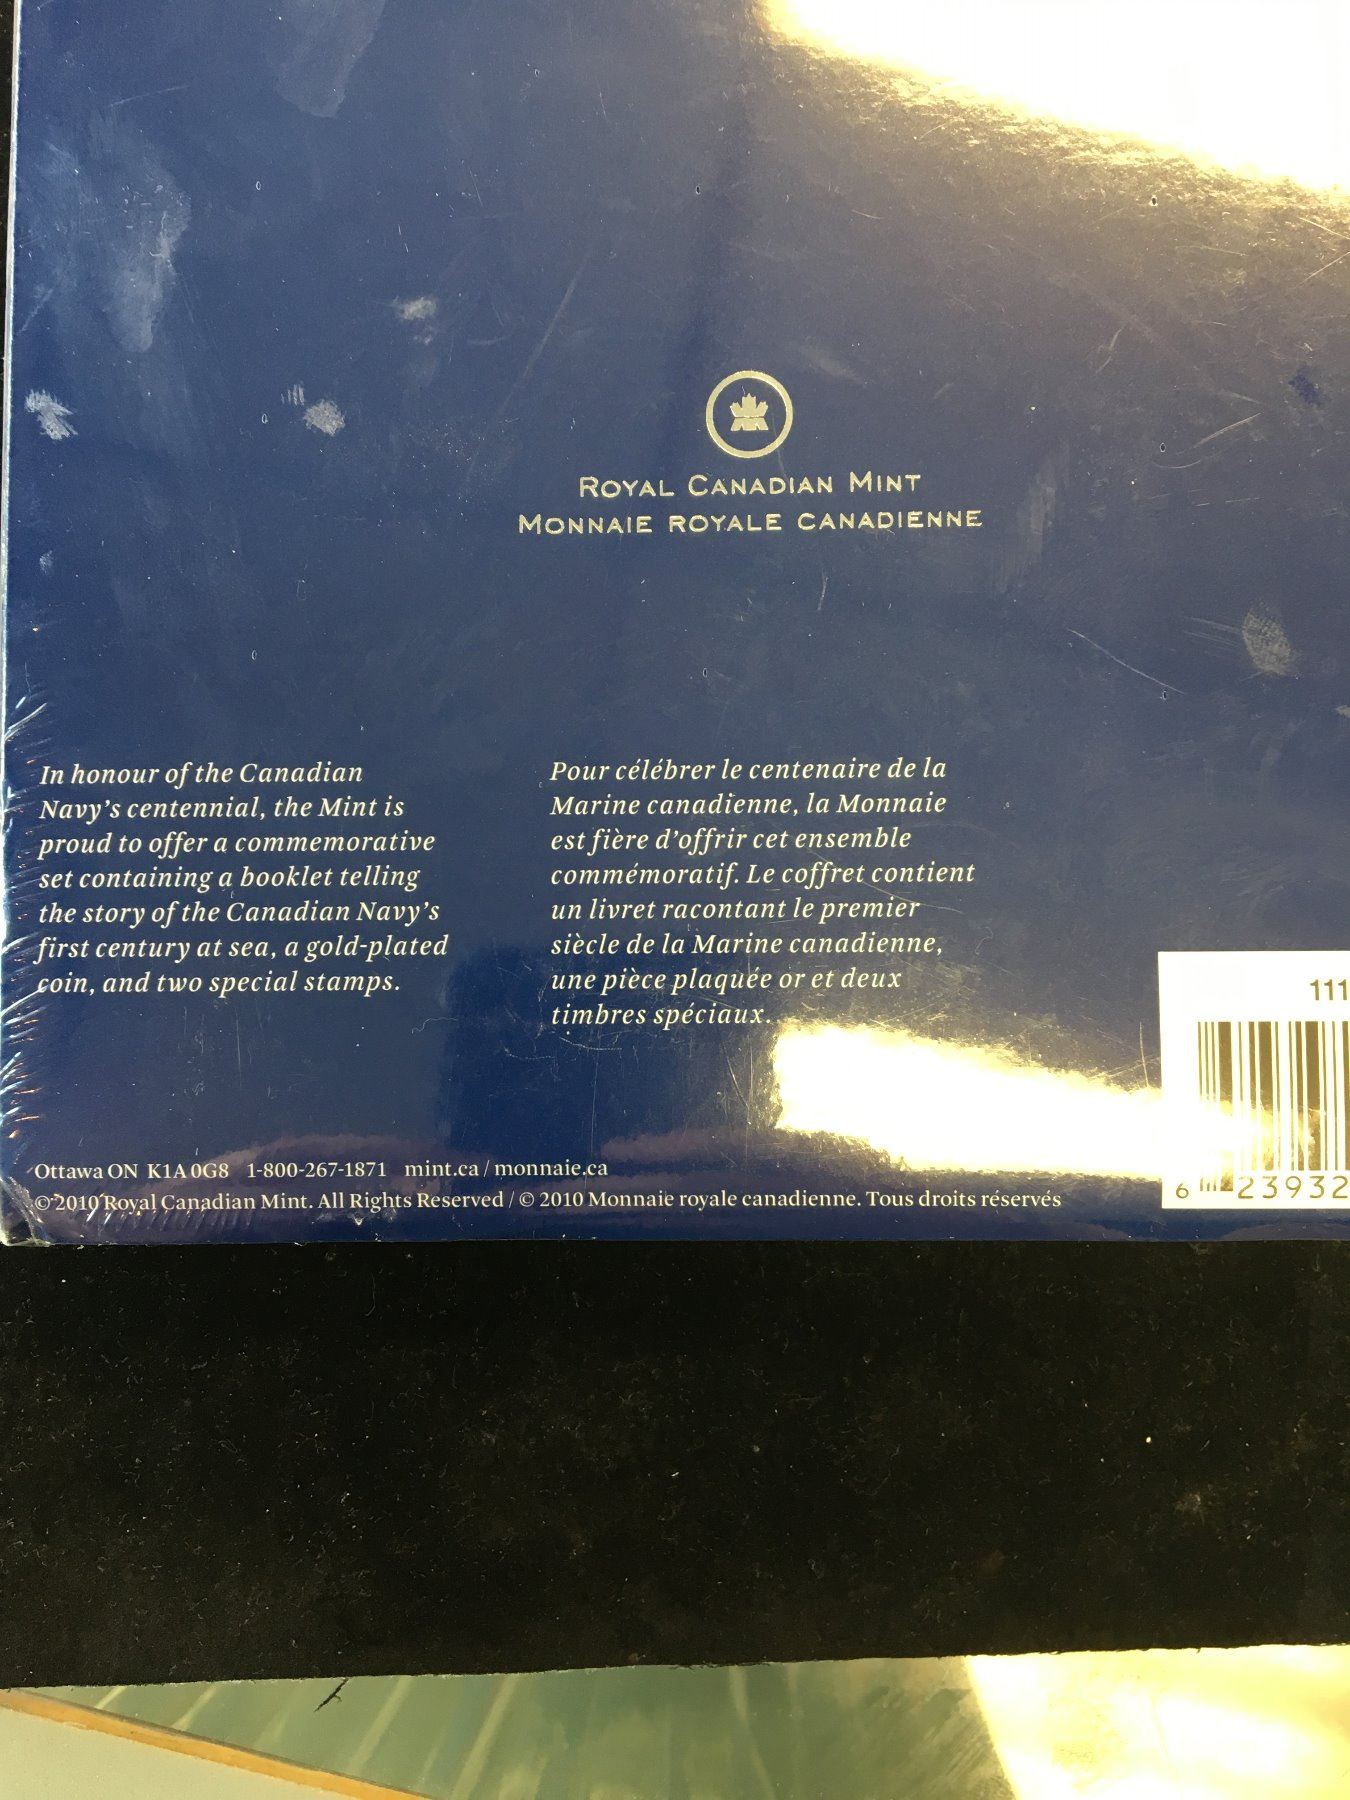 ROYAL CANADIAN MINT
MONNAIE ROYALE CANADIENNE
In honour of the Canadian
Navy's centennial, the Mint is
proud to offer a commemorative
set containing a booklet telling
the story of the Canadian Navy's
first century at sea, a gold-plated
coin, and two special stamps.
Pour célébrer le centenaire de la
Marine canadienne, la Monnaie
est fière d'offrir cet ensemble
commémoratif. Le coffret contient
un livret racontant le premier
siècle de la Marine canadienne,
une pièce plaquée or et deux
timbres spéciaux.
111
6 23932
Ottawa ON K1A 0G8 1-800-267-1871 mint.ca / monnaie.ca
© 2010 Royal Canadian Mint. All Rights Reserved / © 2010 Monnaie royale canadienne. Tous droits réservés